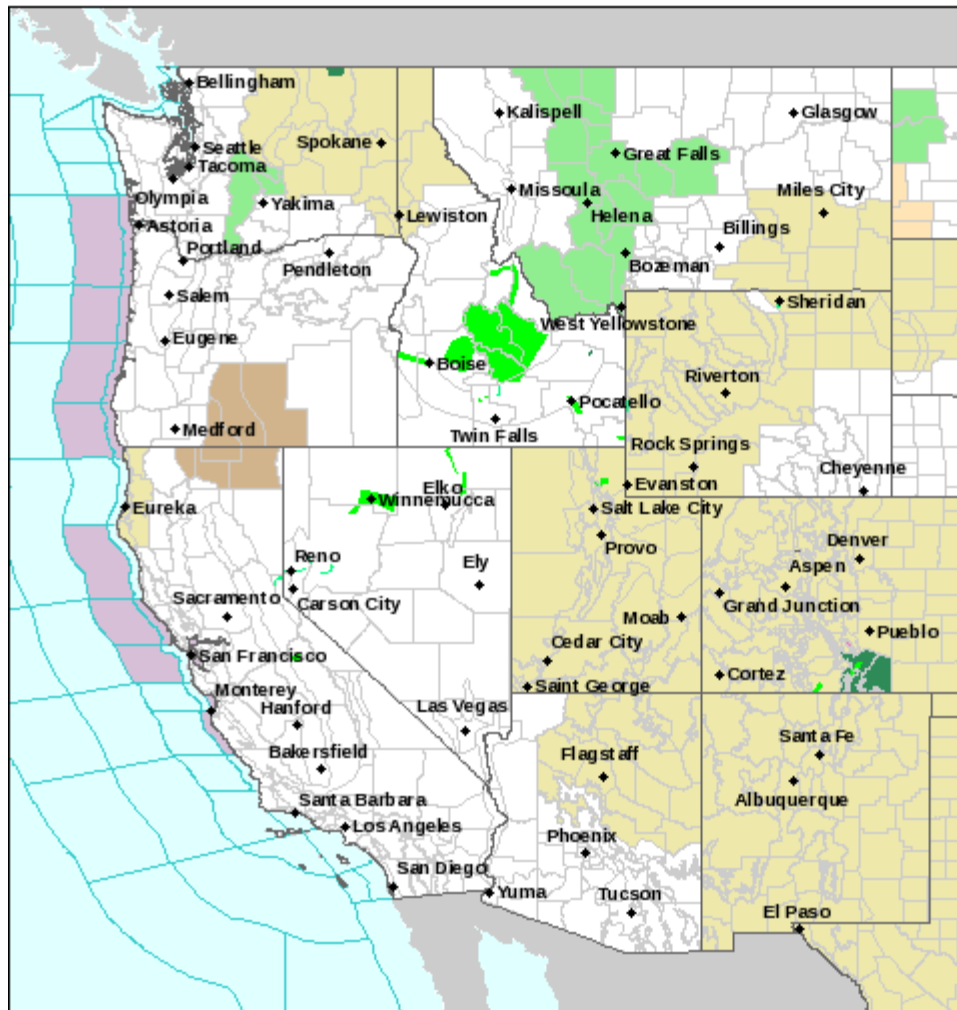 Bellingham
Kalispell
Glasgow
Spokane
Seattle
Great Falls
Tacoma
Missoula
Miles City
Olympia
Yakima
Helena
Lewiston
Astoria
Billings
Portland
Pendleton
Bozeman
Salem
Sheridan
West Yellowstone
Eugene
Boise
Riverton
Pocatello
Medford
Twin Falls
Rock Springs
Cheyenne
Elko
Evanston
Winnemucca
Eureka
Salt Lake City
Provo
Denver
Reno
Ely
Aspen
Sacramento
Carson City
Grand Junction
Moab
Pueblo
Cedar City
San Francisco
Cortez
Saint George
Monterey
Las Vegas
Hanford
Santa Fe
Bakersfield
Flagstaff
Albuquerque
Santa Barbara
Los Angeles
Phoenix
San Diego
Yuma
Tucson
El Paso